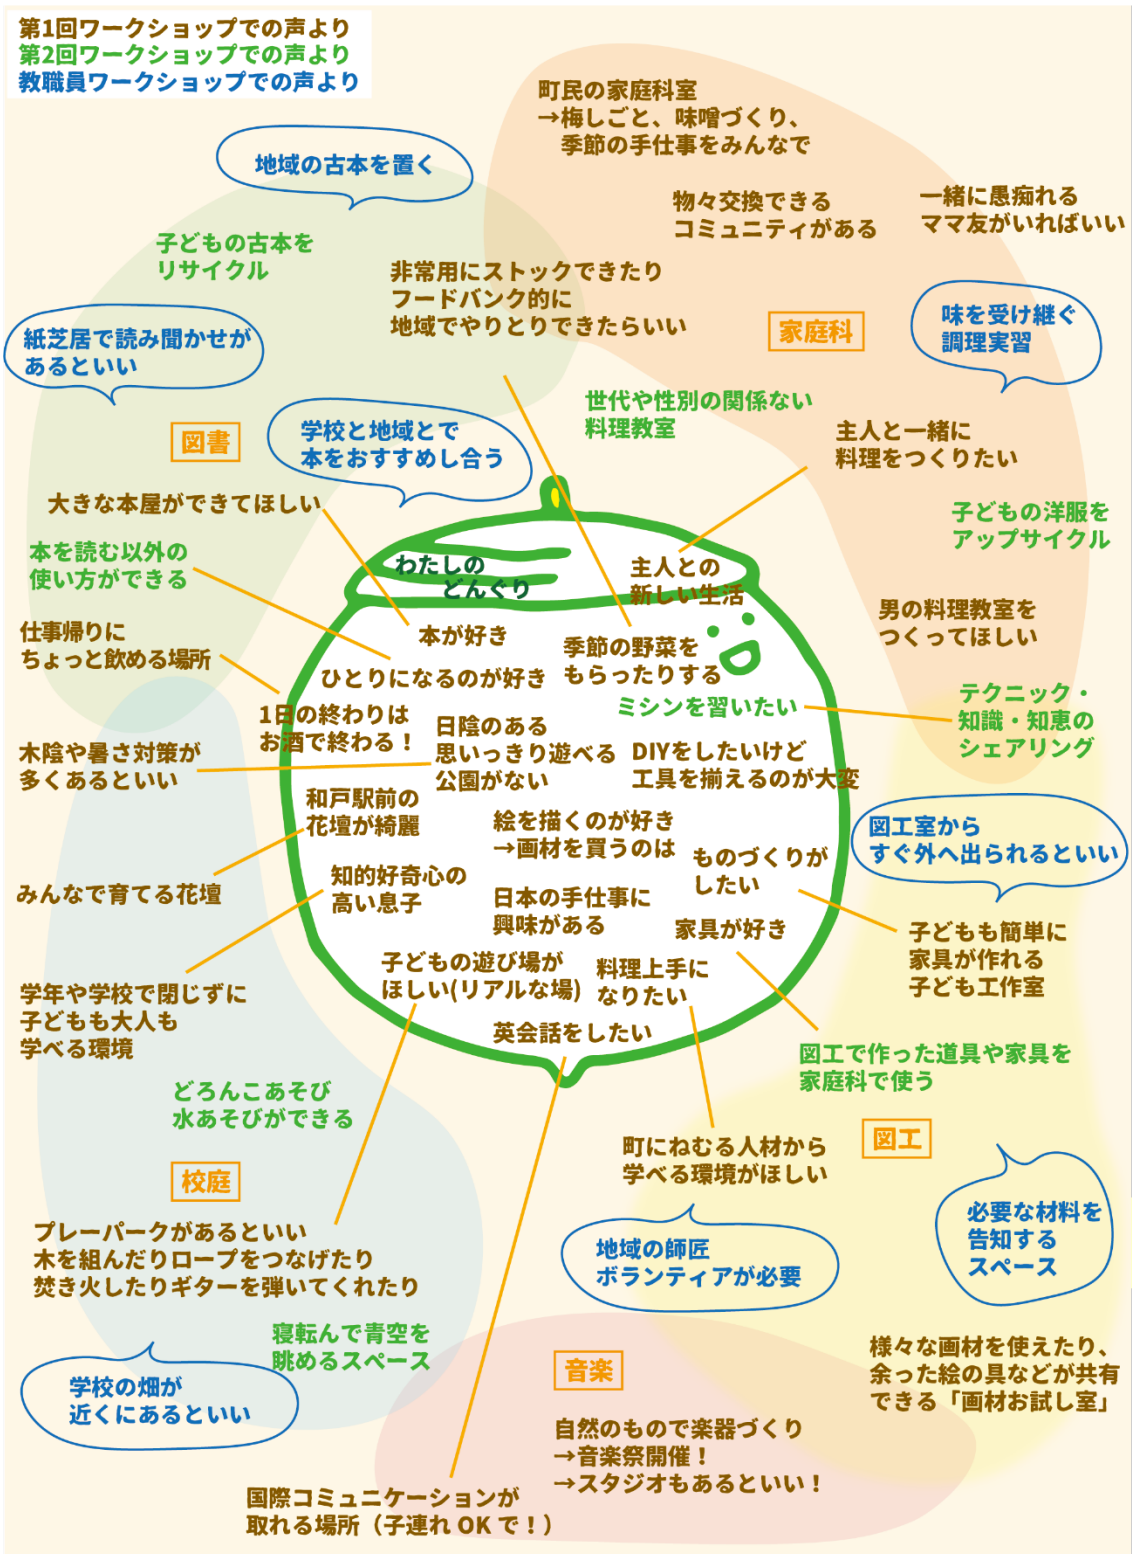 第1回ワークショップでの声より
第2回ワークショップでの声より
教職員ワークショップでの声より
町民の家庭科室
→梅しごと、味噌づくり、
季節の手仕事をみんなで
地域の古本を置く
物々交換できる
コミュニティがある
一緒に愚痴れる
ママ友がいればいい
子どもの古本を
リサイクル
非常用にストックできたり
フードバンク的に
地域でやりとりできたらいい
紙芝居で読み聞かせが
あるといい
家庭科
味を受け継ぐ
調理実習
世代や性別の関係ない
料理教室
図書
学校と地域とで
本をおすすめし合う
主人と一緒に
料理をつくりたい
大きな本屋ができてほしい
子どもの洋服を
アップサイクル
本を読む以外の
使い方ができる
わたしの
どんぐり
主人との
新しい生活
男の料理教室を
つくってほしい
仕事帰りに
ちょっと飲める場所
本が好き
季節の野菜を
もらったりする
ひとりになるのが好き
ミシンを習いたい
テクニック・
知識・知恵の
シェアリング
1日の終わりは
お酒で終わる！
日陰のある
思いっきり遊べる
公園がない
DIYをしたいけど
工具を揃えるのが大変
木陰や暑さ対策が
多くあるといい
和戸駅前の
花壇が綺麗
絵を描くのが好き
→画材を買うのは
図工室から
すぐ外へ出られるといい
ものづくりが
したい
みんなで育てる花壇
知的好奇心の
高い息子
日本の手仕事に
興味がある
家具が好き
子どもも簡単に
家具が作れる
子ども工作室
学年や学校で閉じずに
子どもも大人も
学べる環境
子どもの遊び場が
ほしい(リアルな場)
料理上手に
なりたい
英会話をしたい
図工で作った道具や家具を
家庭科で使う
どろんこあそび
水あそびができる
町にねむる人材から
学べる環境がほしい
図工
校庭
プレーパークがあるといい
木を組んだりロープをつなげたり
焚き火したりギターを弾いてくれたり
地域の師匠
ボランティアが必要
必要な材料を
告知する
スペース
寝転んで青空を
眺めるスペース
学校の畑が
近くにあるといい
音楽
様々な画材を使えたり、
余った絵の具などが共有
できる「画材お試し室」
自然のもので楽器づくり
→音楽祭開催！
→スタジオもあるといい！
国際コミュニケーションが
取れる場所（子連れ OK で！）